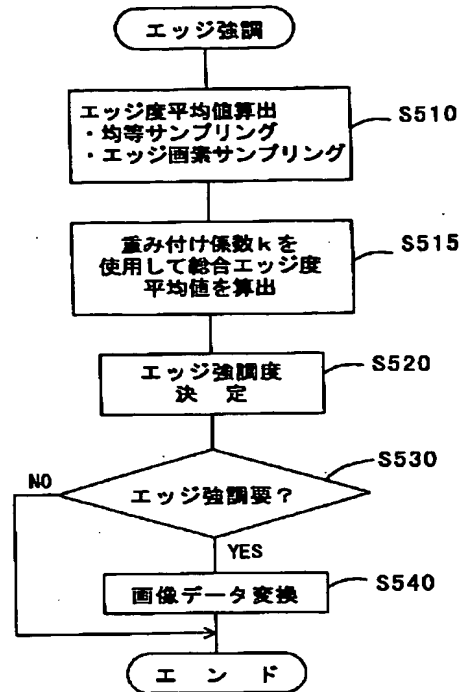 エッジ強調
エッジ度平均値算出
・均等サンプリング
・エッジ画素サンプリング
S510
重み付け係数kを
使用して総合エッジ度
平均値を算出
S515
エッジ強調度
決 定
S520
エッジ強調要?
S530
NO
YES
画像データ変換
S540
エ ン ド